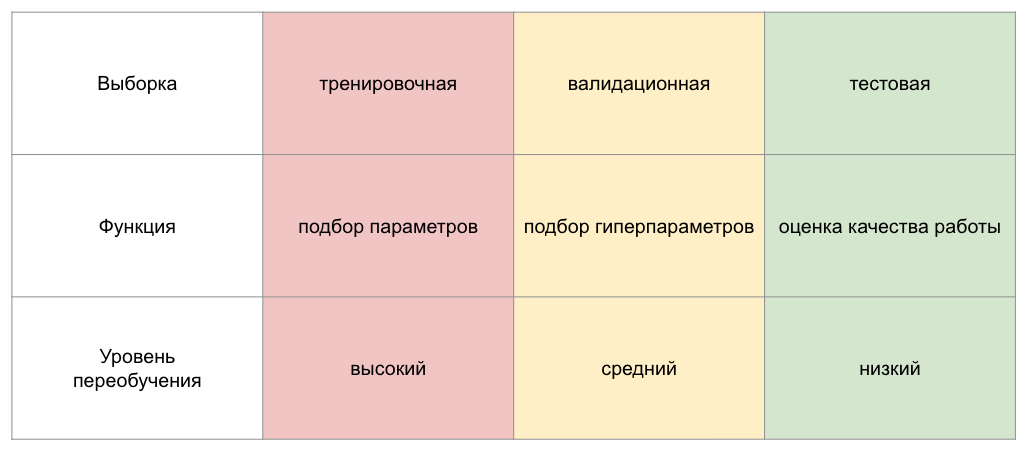 Выборка
тренировочная
валидационная
тестовая
Функция
подбор параметров
подбор гиперпараметров
оценка качества работы
Уровень
переобучения
высокий
средний
низкий